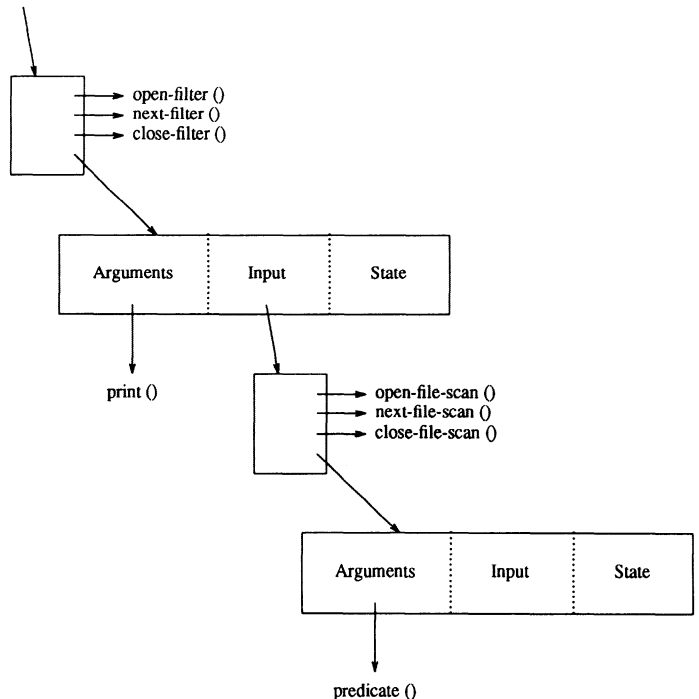 open-filter ()
next-filter ()
close-filter ()
Arguments Input State
print ()
open-file-scan ()
next-file-scan ()
close-file-scan ()
Arguments Input State
predicate ()